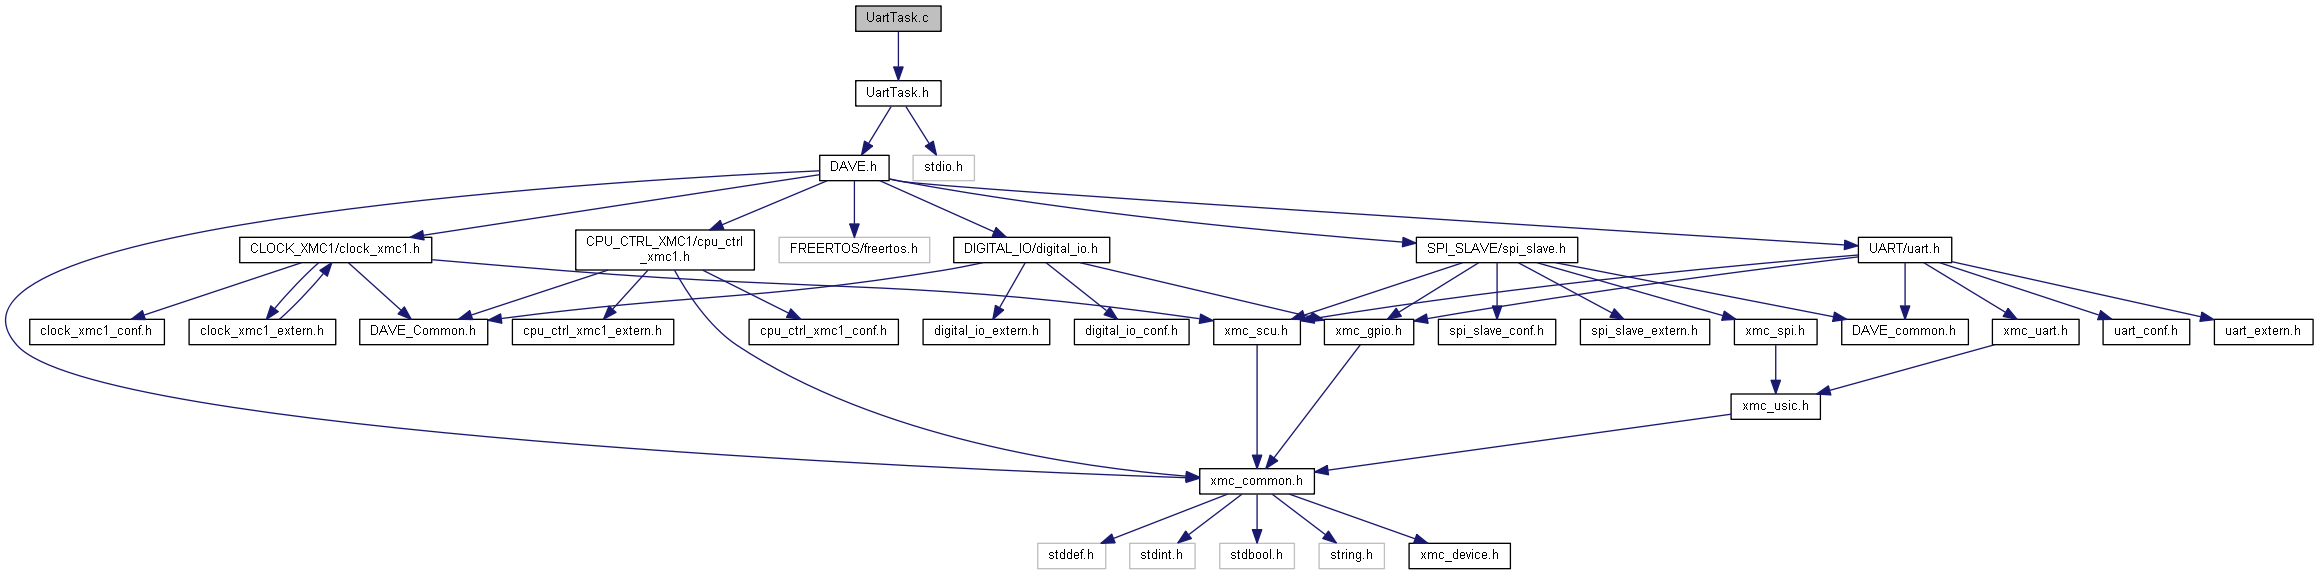 UartTask.c
UartTask.h
DAVE.h
stdio.h
CLOCK_XMC1/clock_xmc1.h
CPU_CTRL_XMC1/cpu_ctrl
_xmc1.h
FREERTOS/freertos.h
DIGITAL_IO/digital_io.h
SPI_SLAVE/spi_slave.h
UART/uart.h
clock_xmc1_conf.h
clock_xmc1_extern.h
DAVE_Common.h
cpu_ctrl_xmc1_extern.h
cpu_ctrl_xmc1_conf.h
digital_io_extern.h
digital_io_conf.h
xmc_scu.h
xmc_gpio.h
spi_slave_conf.h
spi_slave_extern.h
xmc_spi.h
DAVE_common.h
xmc_uart.h
uart_conf.h
uart_extern.h
xmc_usic.h
xmc_common.h
stddef.h
stdint.h
stdbool.h
string.h
xmc_device.h